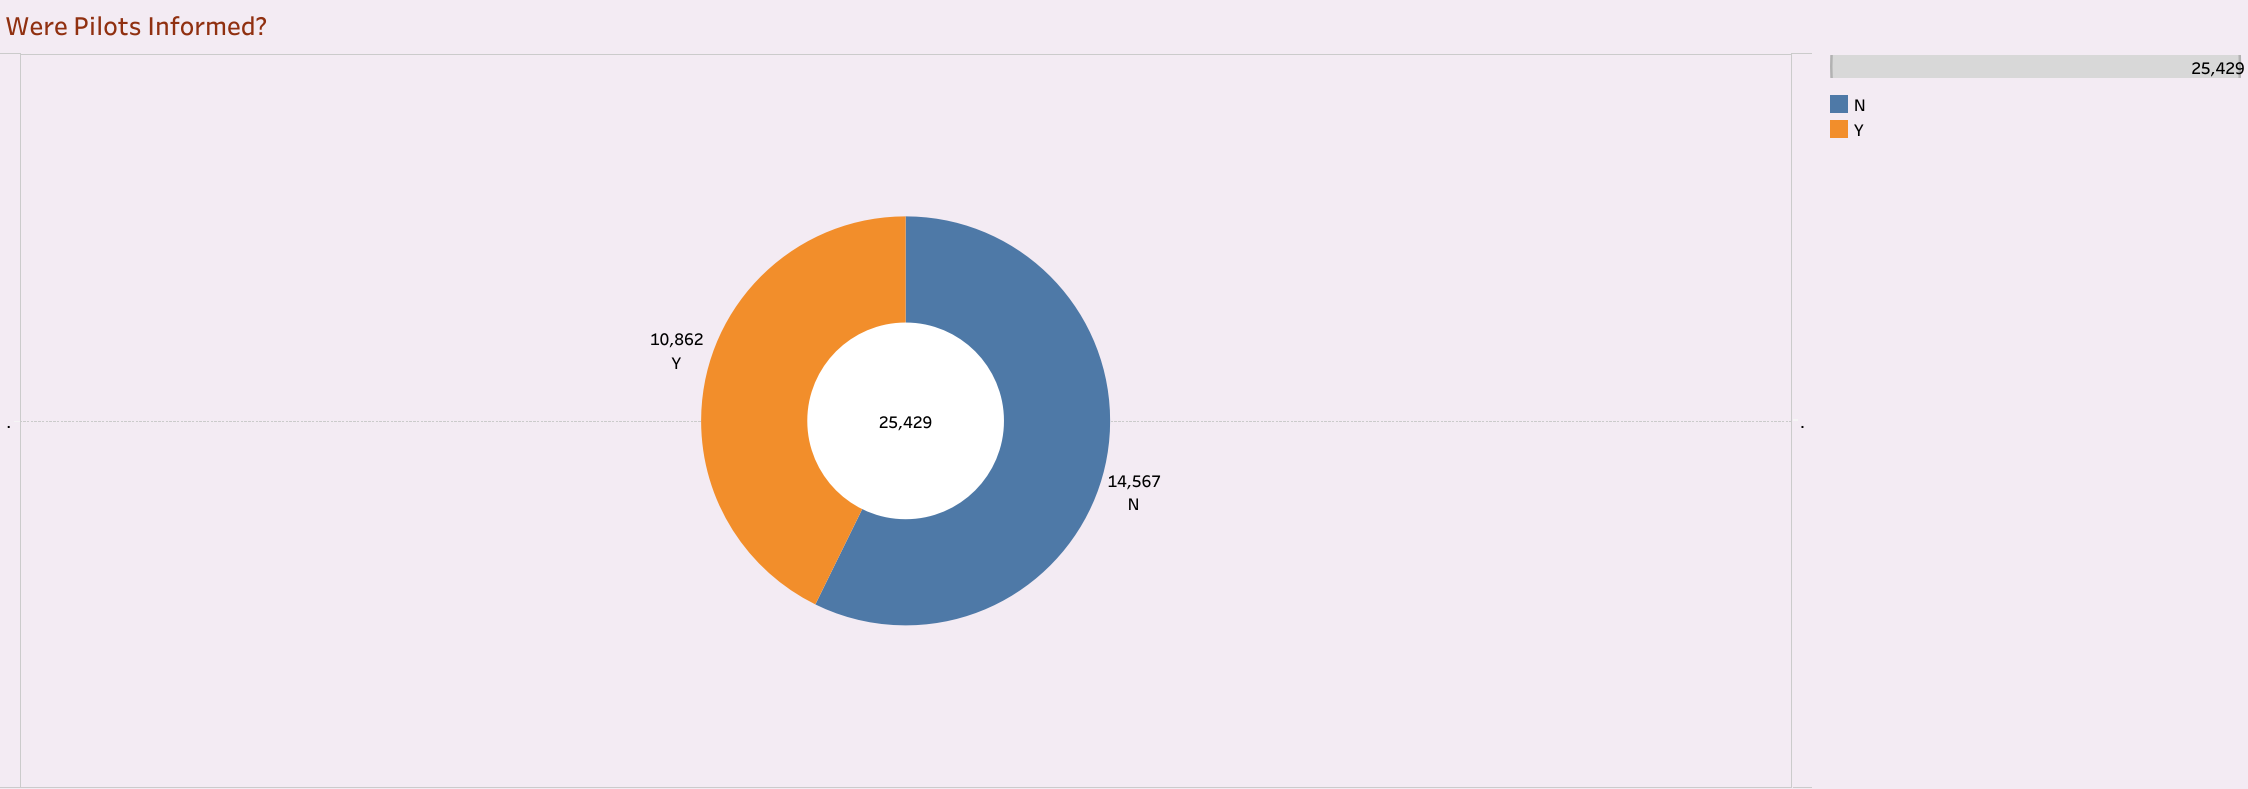 Were Pilots Informed?
25,429
N
Y
10,862
Y
25,429
14,567
N
.
.